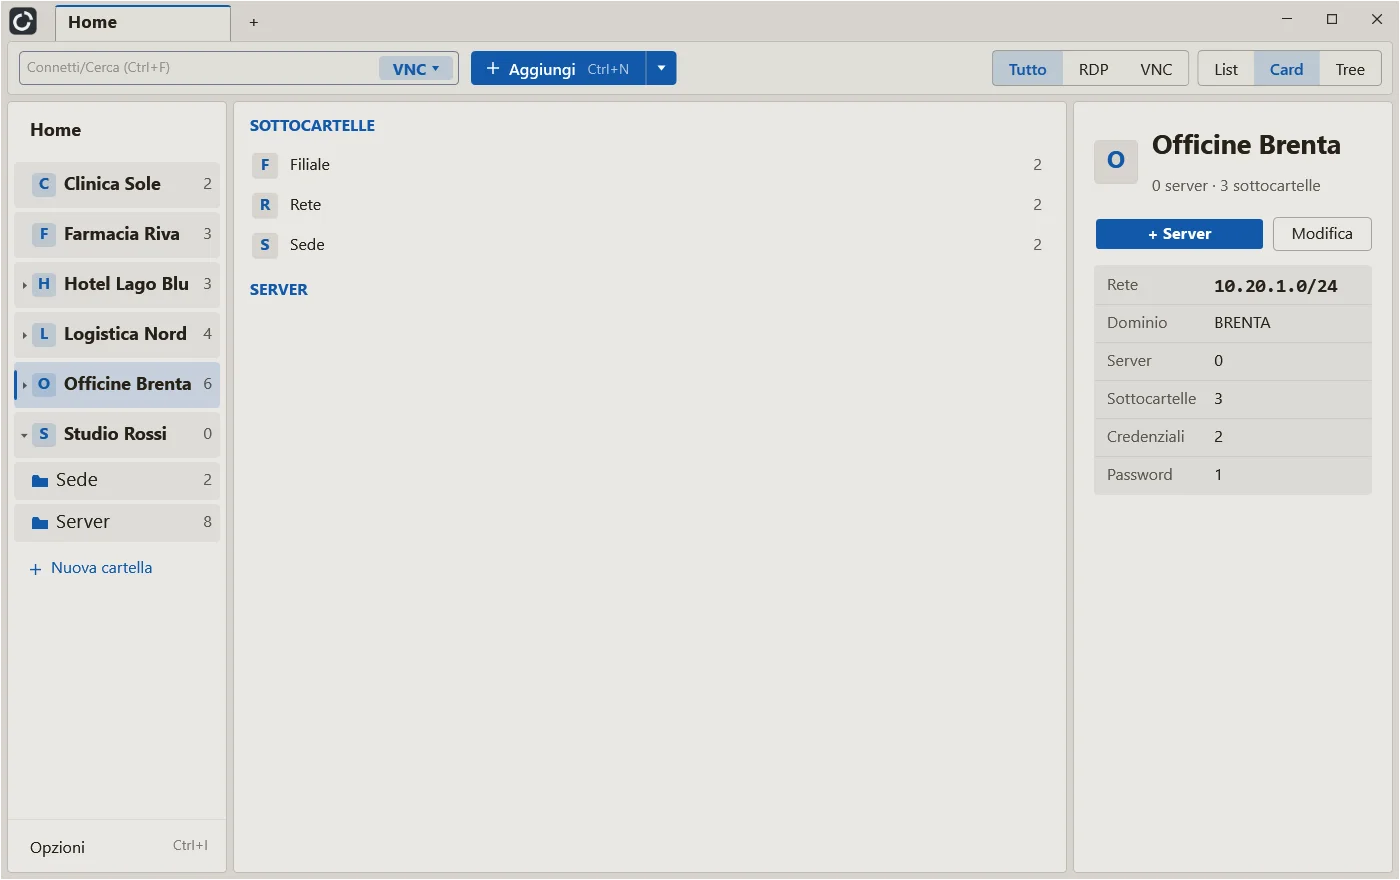 Home
+
Connetti/Cerca (Ctrl+F)
VNC
+ Aggiungi Ctrl+N
Tutto RDP VNC
List Card Tree
Home
C Clinica Sole 2
F Farmacia Riva 3
H Hotel Lago Blu 3
L Logistica Nord 4
O Officine Brenta 6
S Studio Rossi 0
Sede 2
Server 8
+ Nuova cartella
Opzioni Ctrl+I
SOTTOCARTELLE
F Filiale 2
R Rete 2
S Sede 2
SERVER
O
Officine Brenta
0 server · 3 sottocartelle
+ Server
Modifica
Rete 10.20.1.0/24
Dominio BRENTA
Server 0
Sottocartelle 3
Credenziali 2
Password 1